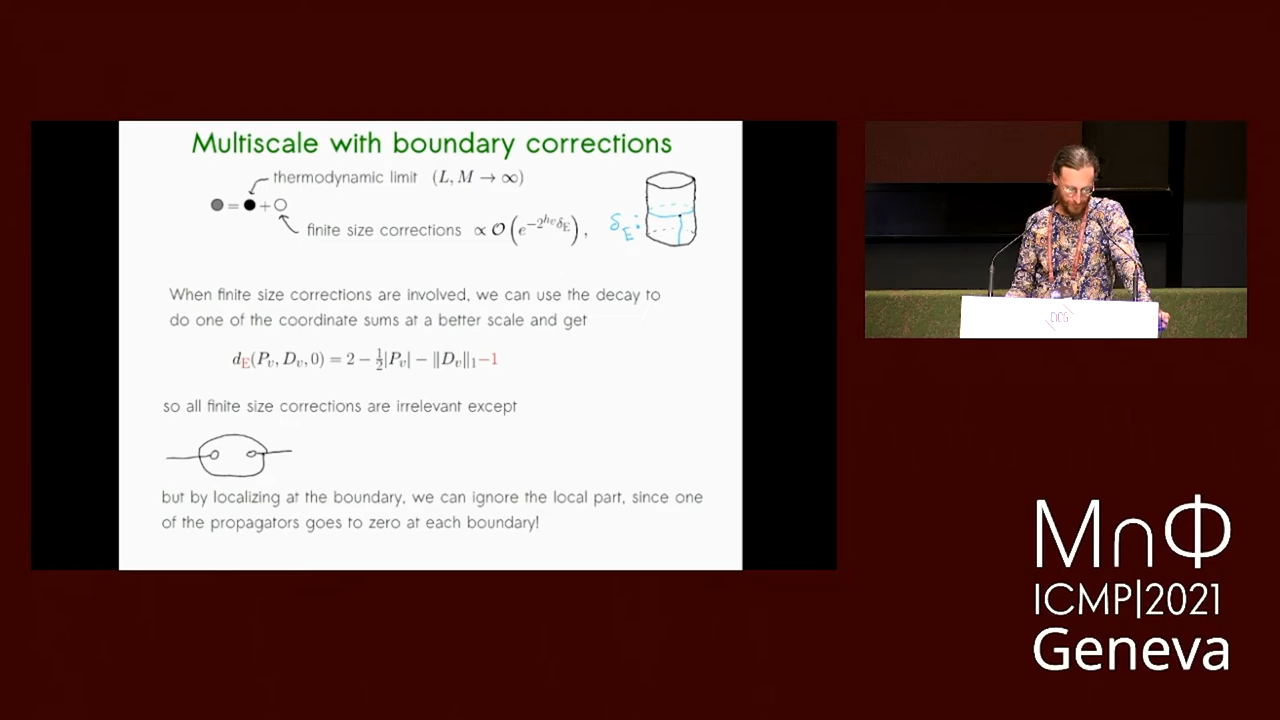 Multiscale with boundary corrections
thermodynamic limit (L, M → ∞)
= +
finite size corrections ∝ O(e^{-2^{h_v}δ_E}),
δ_E:
When finite size corrections are involved, we can use the decay to
do one of the coordinate sums at a better scale and get
d_E(P_v, D_v, 0) = 2 − ½|P_v| − ‖D_v‖₁−1
so all finite size corrections are irrelevant except
but by localizing at the boundary, we can ignore the local part, since one
of the propagators goes to zero at each boundary!
CICG
M∩Φ
ICMP|2021
Geneva